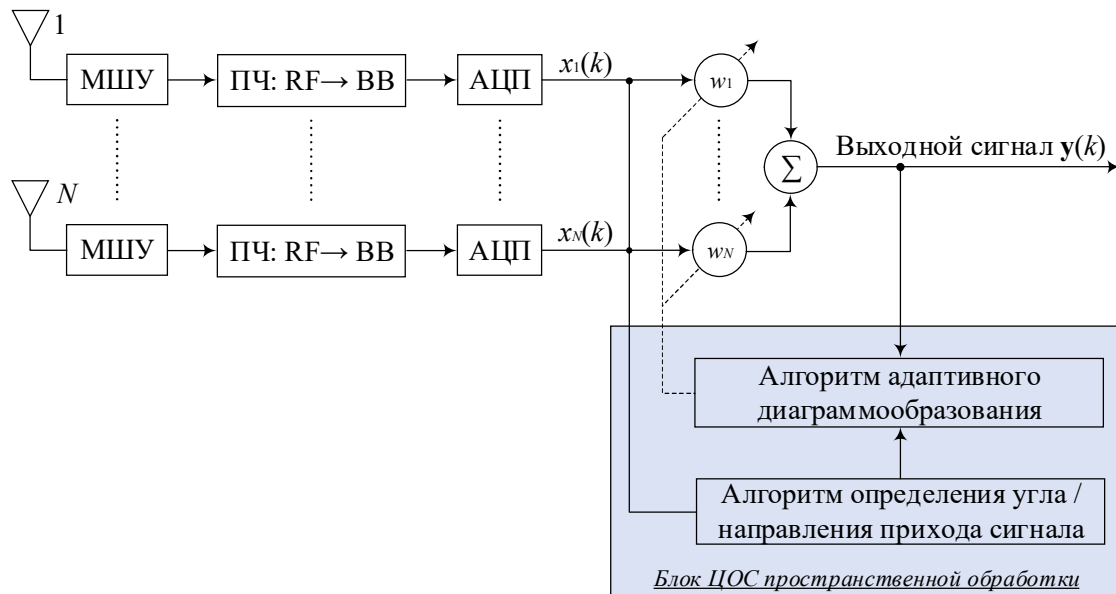 1
МШУ
ПЧ: RF→ BB
АЦП
x1(k)
w1
∑
Выходной сигнал y(k)
N
МШУ
ПЧ: RF→ BB
АЦП
xN(k)
wN
Алгоритм адаптивного
диаграммообразования
Алгоритм определения угла /
направления прихода сигнала
Блок ЦОС пространственной обработки